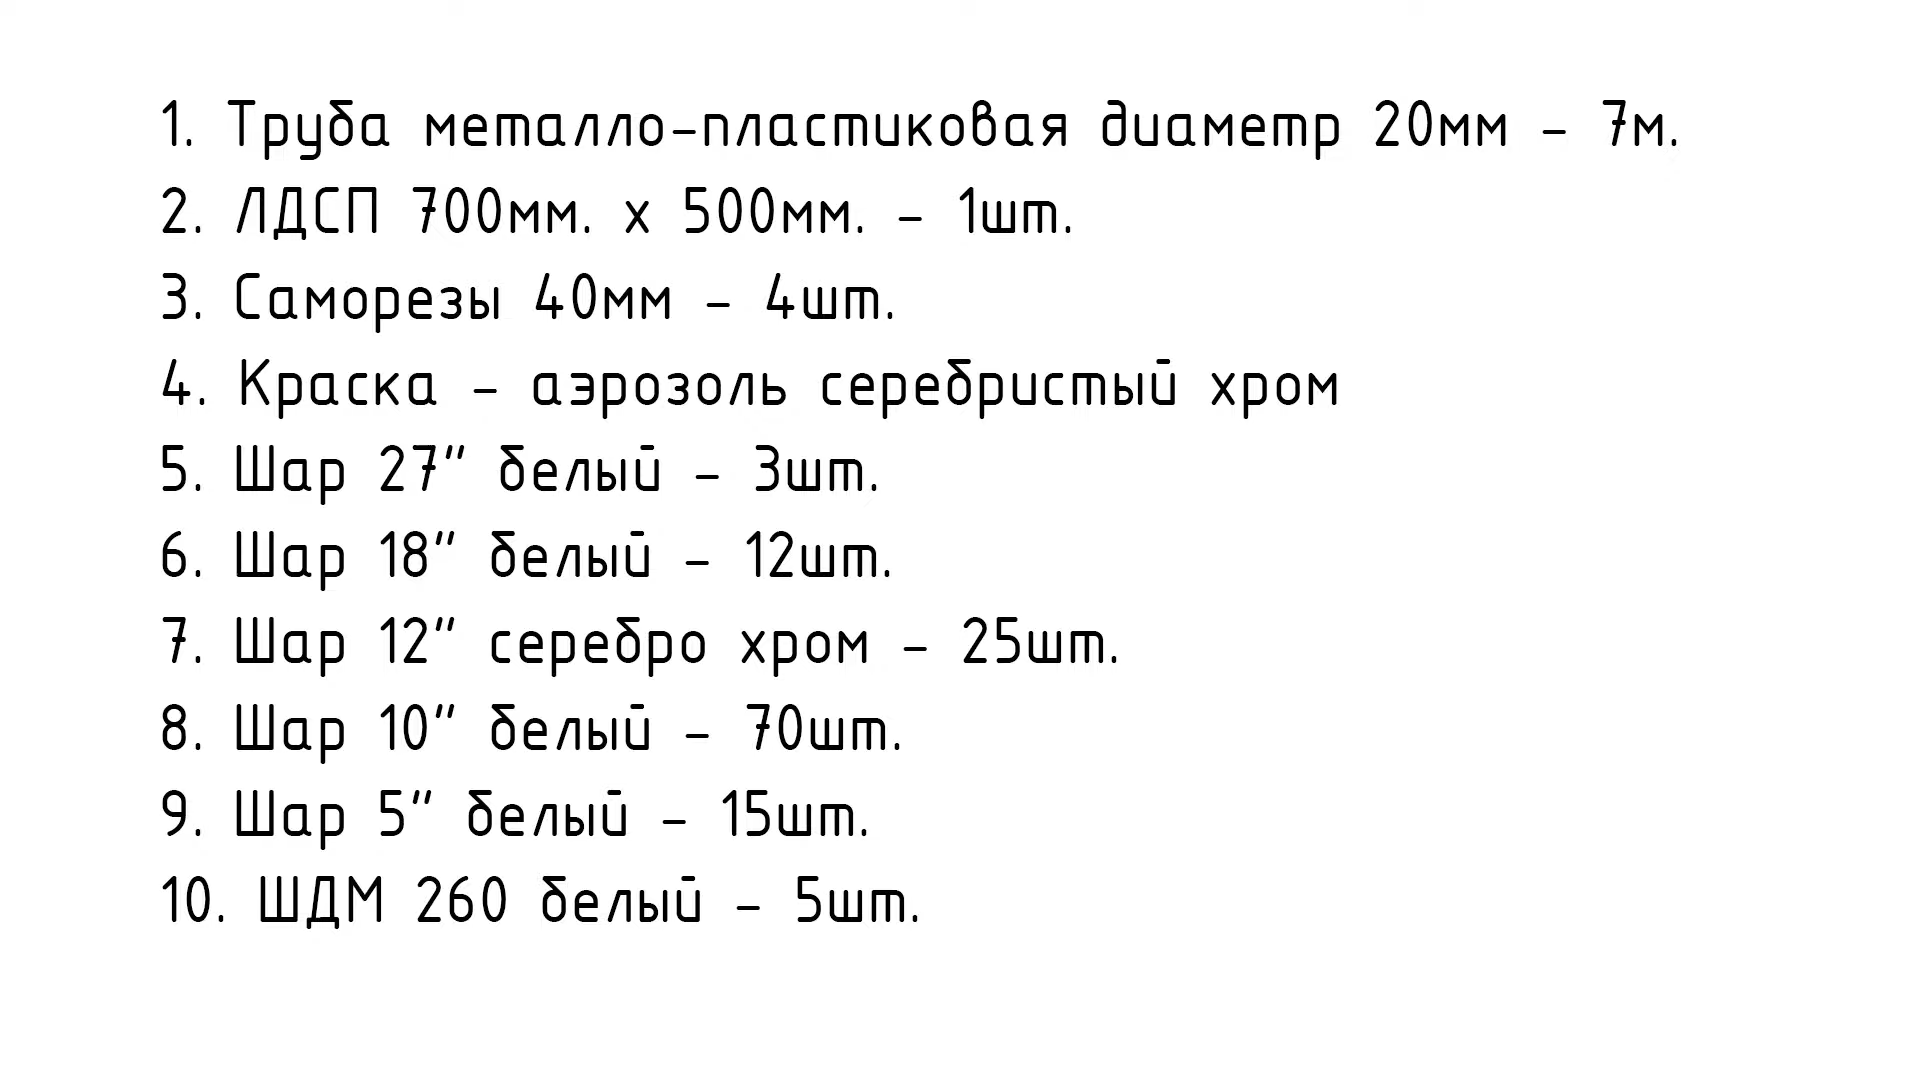 1. Труба металло-пластиковая диаметр 20мм - 7м.
2. ЛДСП 700мм. х 500мм. - 1шт.
3. Саморезы 40мм - 4шт.
4. Краска - аэрозоль серебристый хром
5. Шар 27" белый - 3шт.
6. Шар 18" белый - 12шт.
7. Шар 12" серебро хром - 25шт.
8. Шар 10" белый - 70шт.
9. Шар 5" белый - 15шт.
10. ШДМ 260 белый - 5шт.